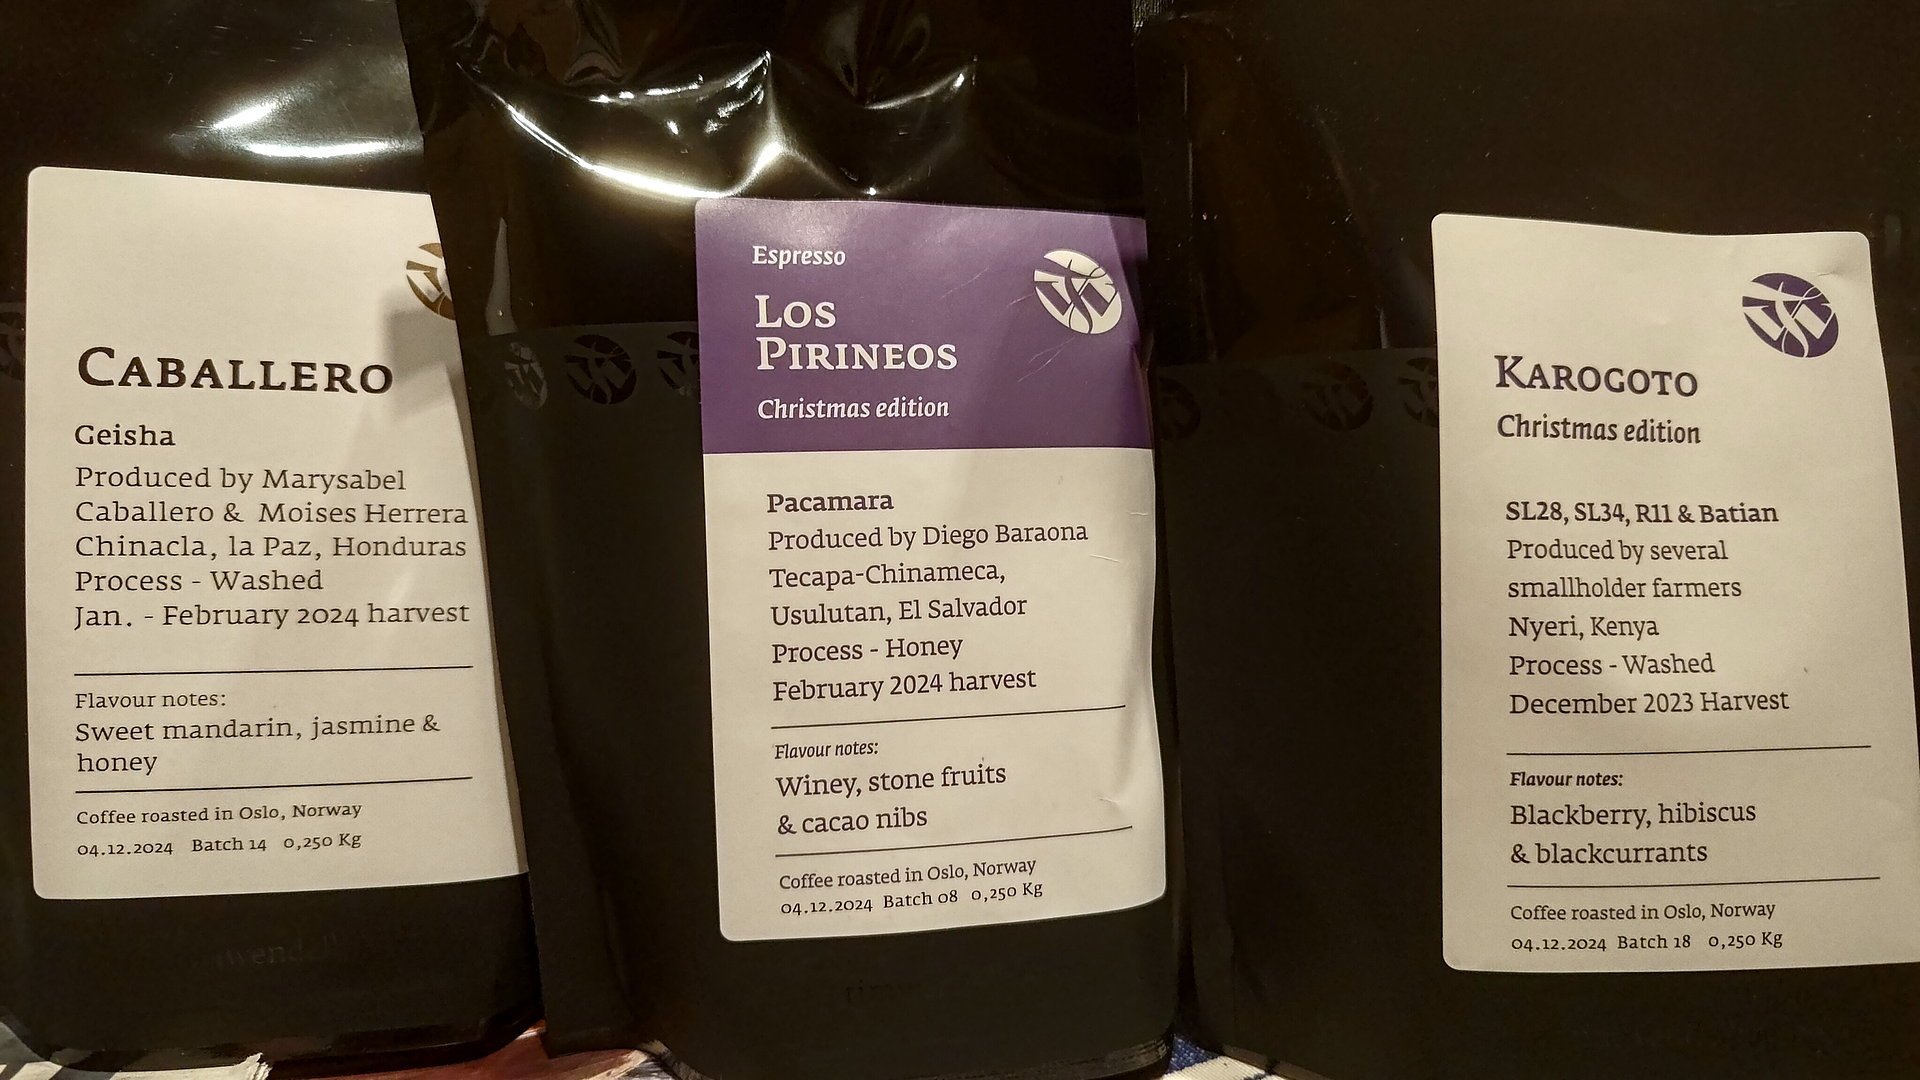 Caballero
Geisha
Produced by Marysabel
Caballero & Moises Herrera
Chinacla, la Paz, Honduras
Process - Washed
Jan. - February 2024 harvest
Flavour notes:
Sweet mandarin, jasmine &
honey
Coffee roasted in Oslo, Norway
04.12.2024 Batch 14 0,250 Kg
Espresso
Los
Pirineos
Christmas edition
Pacamara
Produced by Diego Baraona
Tecapa-Chinameca,
Usulutan, El Salvador
Process - Honey
February 2024 harvest
Flavour notes:
Winey, stone fruits
& cacao nibs
Coffee roasted in Oslo, Norway
04.12.2024 Batch 08 0,250 Kg
Karogoto
Christmas edition
SL28, SL34, R11 & Batian
Produced by several
smallholder farmers
Nyeri, Kenya
Process - Washed
December 2023 Harvest
Flavour notes:
Blackberry, hibiscus
& blackcurrants
Coffee roasted in Oslo, Norway
04.12.2024 Batch 18 0,250 Kg